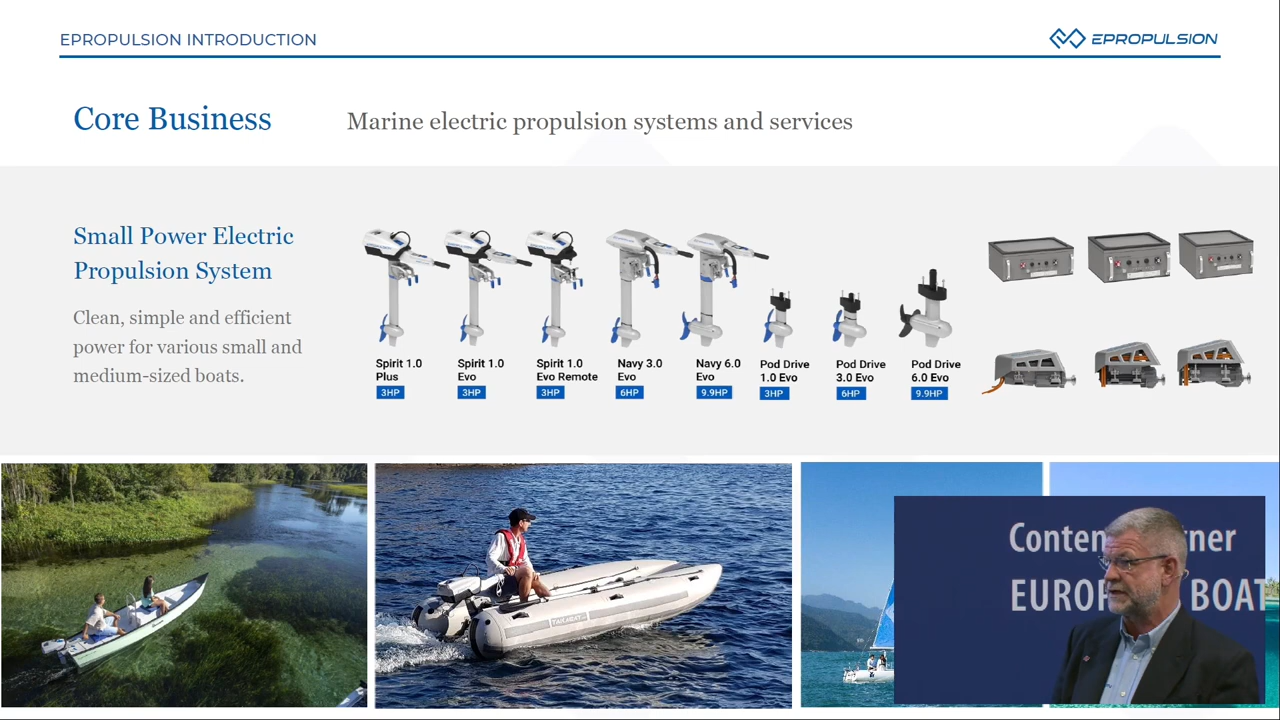 EPROPULSION INTRODUCTION
EPROPULSION
Core Business
Marine electric propulsion systems and services
Small Power Electric
Propulsion System
Clean, simple and efficient
power for various small and
medium-sized boats.
Spirit 1.0
Plus
3HP
Spirit 1.0
Evo
3HP
Spirit 1.0
Evo Remote
3HP
Navy 3.0
Evo
6HP
Navy 6.0
Evo
9.9HP
Pod Drive
1.0 Evo
3HP
Pod Drive
3.0 Evo
6HP
Pod Drive
6.0 Evo
9.9HP
TAKACAT
BOAT